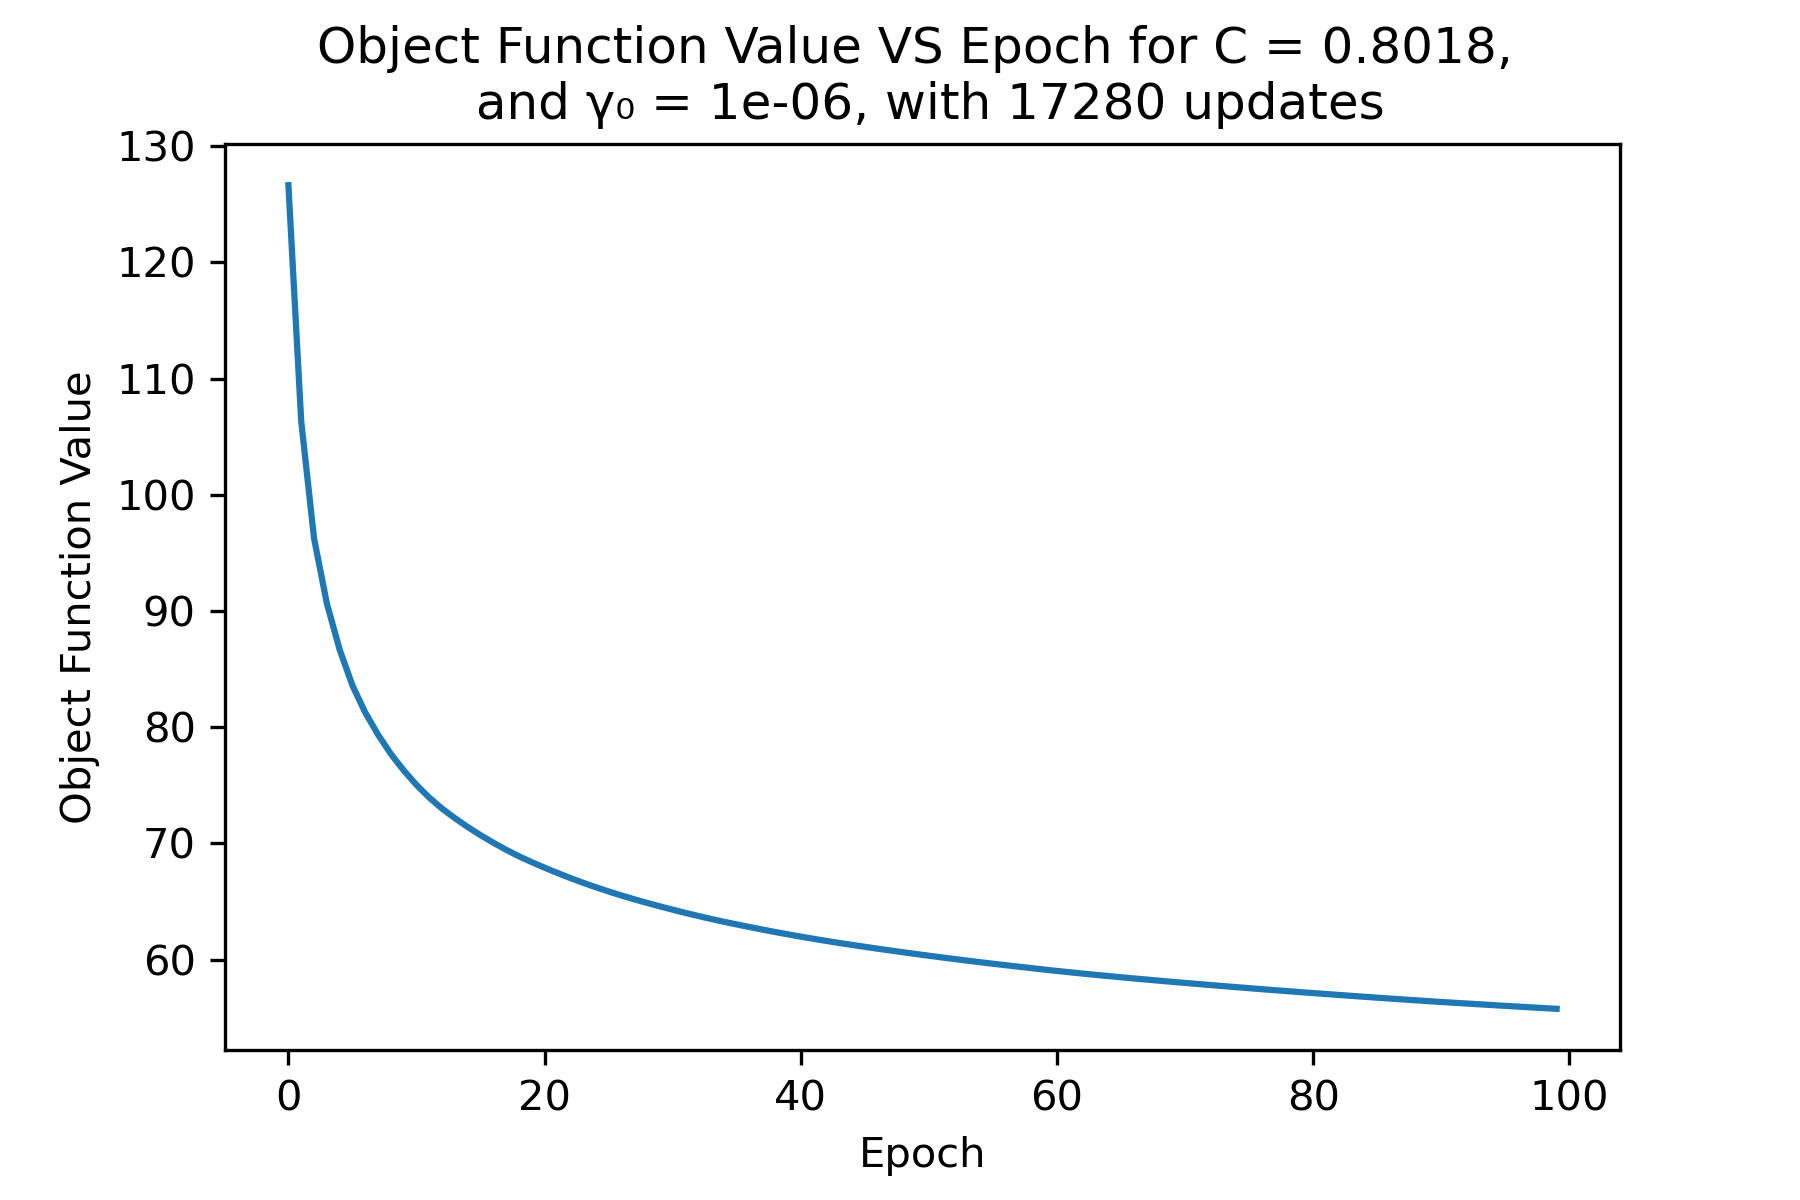 Object Function Value VS Epoch for C = 0.8018,
and γ₀ = 1e-06, with 17280 updates
130
120
110
100
90
80
70
60
Object Function Value
0 20 40 60 80 100
Epoch